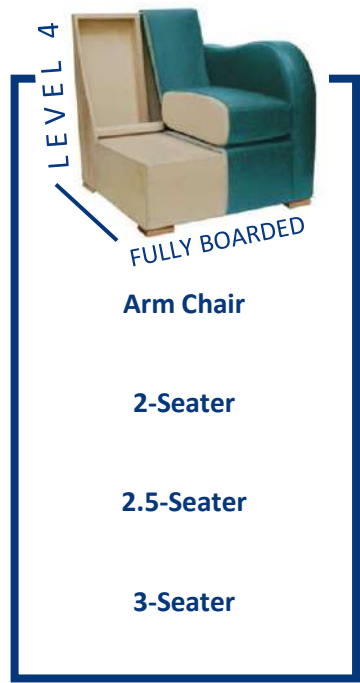 LEVEL 4
FULLY BOARDED
Arm Chair
2-Seater
2.5-Seater
3-Seater